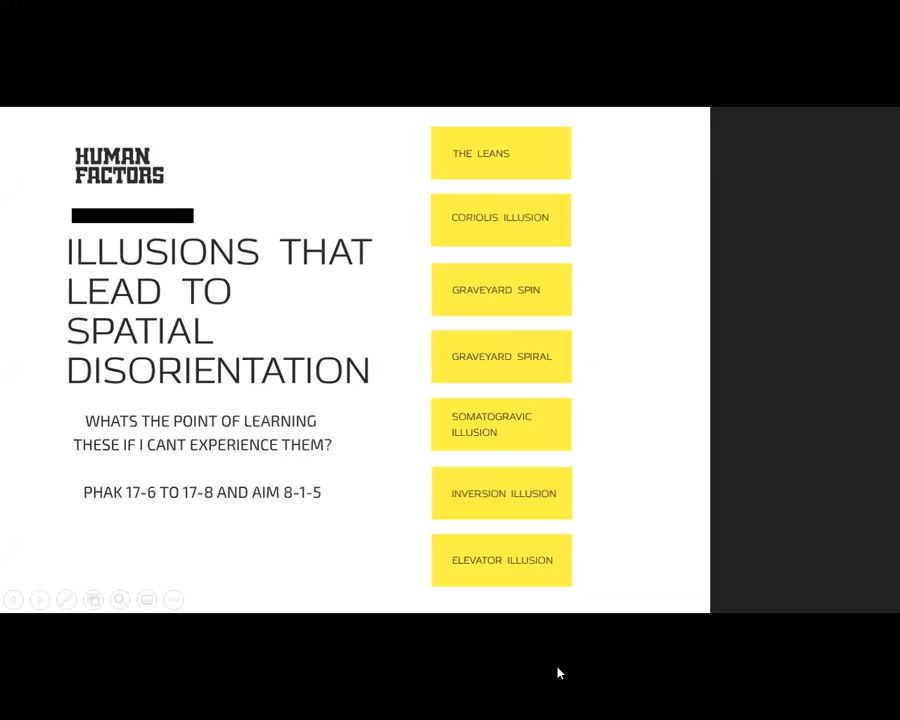 HUMAN
FACTORS
ILLUSIONS THAT
LEAD TO
SPATIAL
DISORIENTATION
WHATS THE POINT OF LEARNING
THESE IF I CANT EXPERIENCE THEM?
PHAK 17-6 TO 17-8 AND AIM 8-1-5
THE LEANS
CORIOLIS ILLUSION
GRAVEYARD SPIN
GRAVEYARD SPIRAL
SOMATOGRAVIC
ILLUSION
INVERSION ILLUSION
ELEVATOR ILLUSION